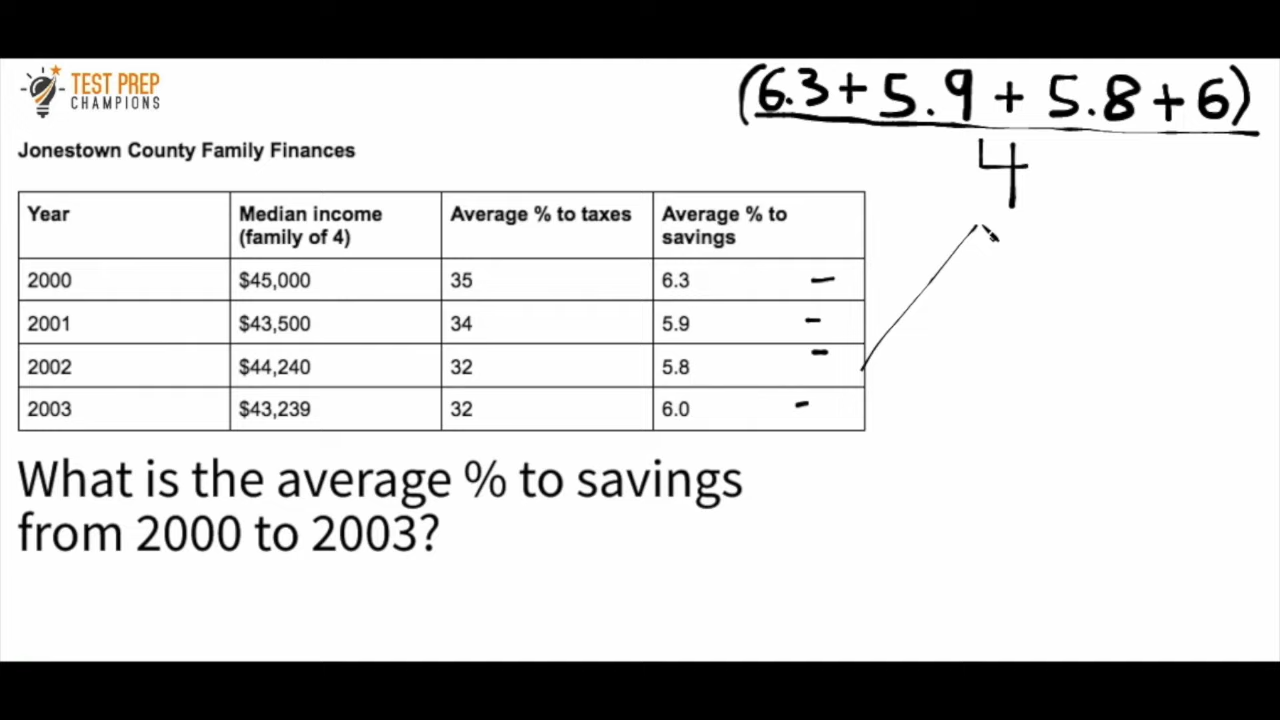 TEST PREP
CHAMPIONS
(6.3+5.9+5.8+6)
4
Jonestown County Family Finances
Year Median income (family of 4) Average % to taxes Average % to savings
2000 $45,000 35 6.3 –
2001 $43,500 34 5.9 –
2002 $44,240 32 5.8 –
2003 $43,239 32 6.0 –
What is the average % to savings
from 2000 to 2003?